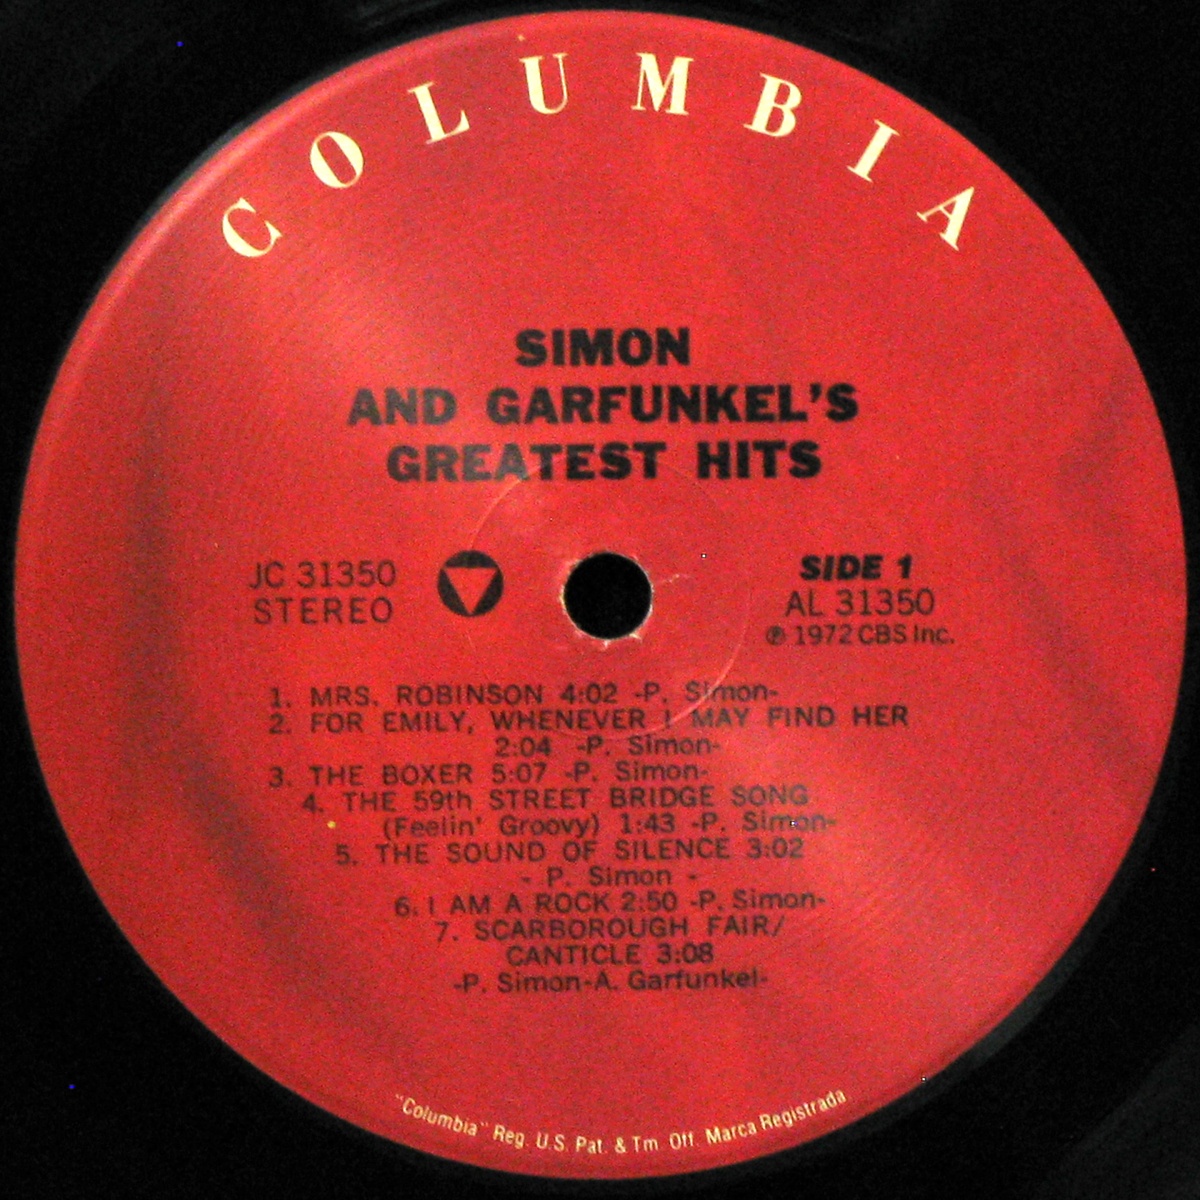 COLUMBIA
SIMON
AND GARFUNKEL'S
GREATEST HITS
JC 31350
STEREO
SIDE 1
AL 31350
℗ 1972 CBS Inc.
1. MRS. ROBINSON 4:02 -P. Simon-
2. FOR EMILY, WHENEVER I MAY FIND HER
2:04 -P. Simon-
3. THE BOXER 5:07 -P. Simon-
4. THE 59th STREET BRIDGE SONG
(Feelin' Groovy) 1:43 -P. Simon-
5. THE SOUND OF SILENCE 3:02
- P. Simon -
6. I AM A ROCK 2:50 -P. Simon-
7. SCARBOROUGH FAIR/
CANTICLE 3:08
-P. Simon-A. Garfunkel-
"Columbia" Reg. U.S. Pat. & Tm. Off. Marca Registrada